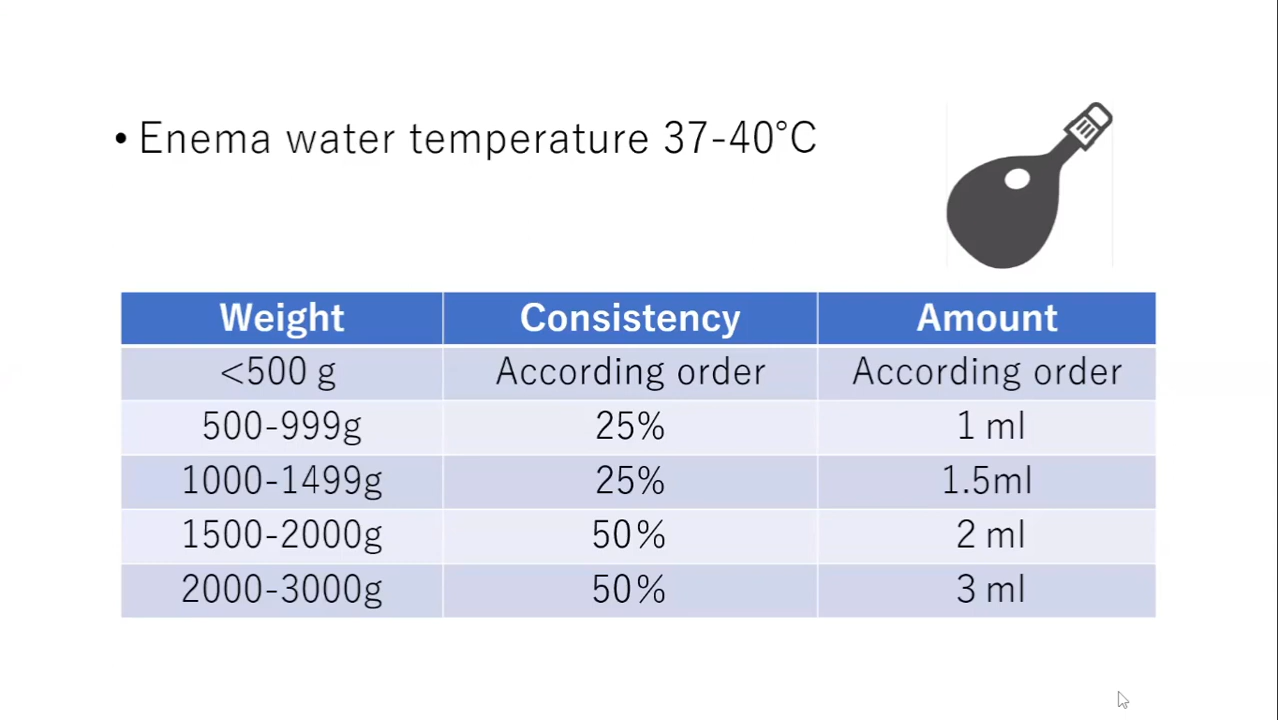 • Enema water temperature 37-40°C
Weight Consistency Amount
<500 g According order According order
500-999g 25% 1 ml
1000-1499g 25% 1.5ml
1500-2000g 50% 2 ml
2000-3000g 50% 3 ml